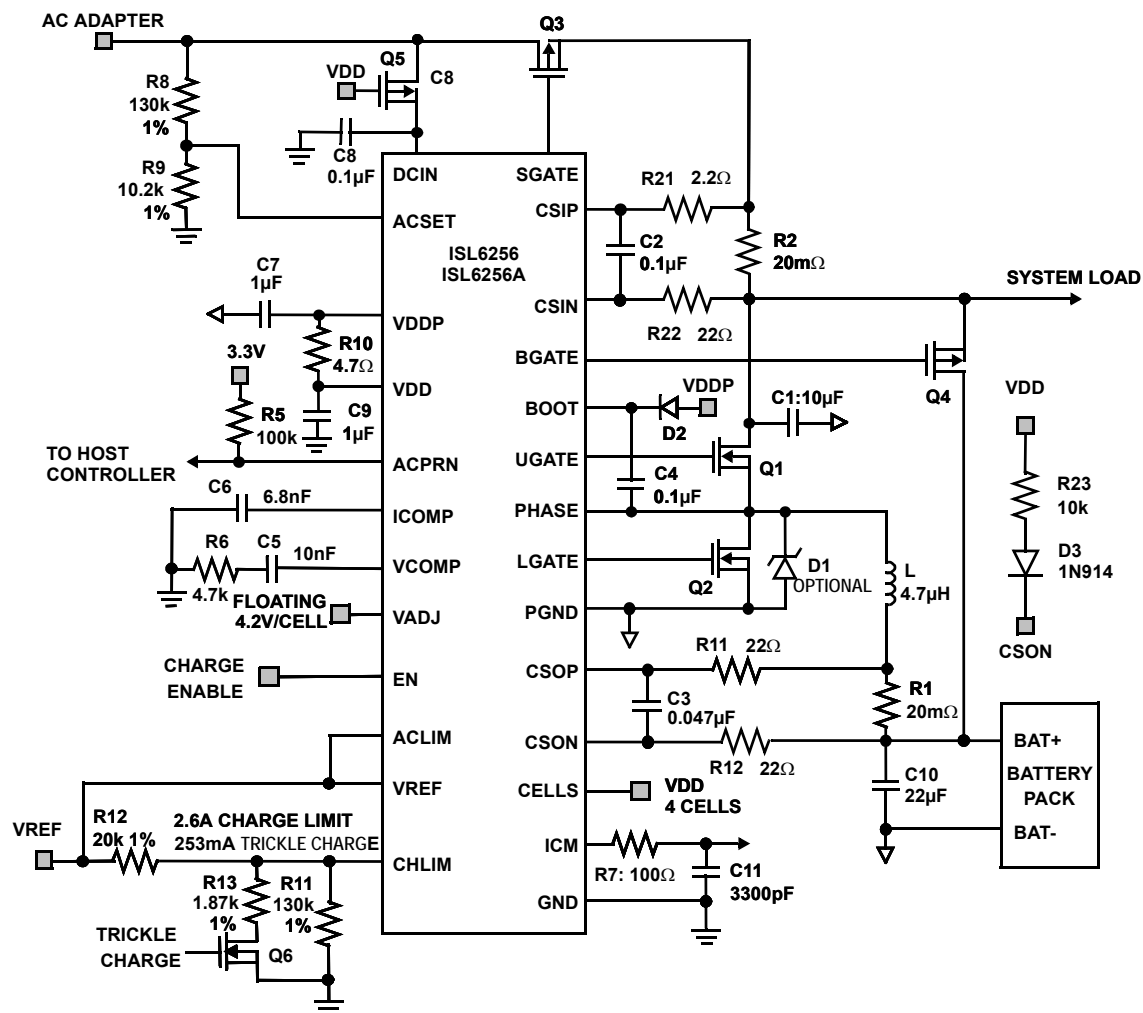 AC ADAPTER
Q3
Q5
VDD
C8
R8
130k
1%
C8
0.1µF
R9
10.2k
1%
DCIN
SGATE
R21 2.2Ω
CSIP
ACSET
ISL6256
ISL6256A
C2
0.1µF
R2
20mΩ
C7
1µF
SYSTEM LOAD
CSIN
VDDP
R22 22Ω
R10
4.7Ω
3.3V
BGATE
VDD
VDDP
Q4
VDD
BOOT
D2
C1:10µF
R5
100k
C9
1µF
TO HOST
CONTROLLER
ACPRN
UGATE
Q1
C4
0.1µF
R23
10k
C6
6.8nF
ICOMP
PHASE
R6
C5
10nF
4.7k
VCOMP
LGATE
Q2
D1
OPTIONAL
L
4.7µH
D3
1N914
FLOATING
4.2V/CELL
VADJ
PGND
CSON
R11 22Ω
CHARGE
ENABLE
EN
CSOP
C3
0.047µF
R1
20mΩ
ACLIM
CSON
R12 22Ω
BAT+
BATTERY
PACK
BAT-
C10
22µF
VREF
CELLS
VDD
4 CELLS
VREF
R12
20k 1%
2.6A CHARGE LIMIT
253mA TRICKLE CHARGE
CHLIM
ICM
R7: 100Ω
C11
3300pF
R13
1.87k
1%
R11
130k
1%
GND
TRICKLE
CHARGE
Q6